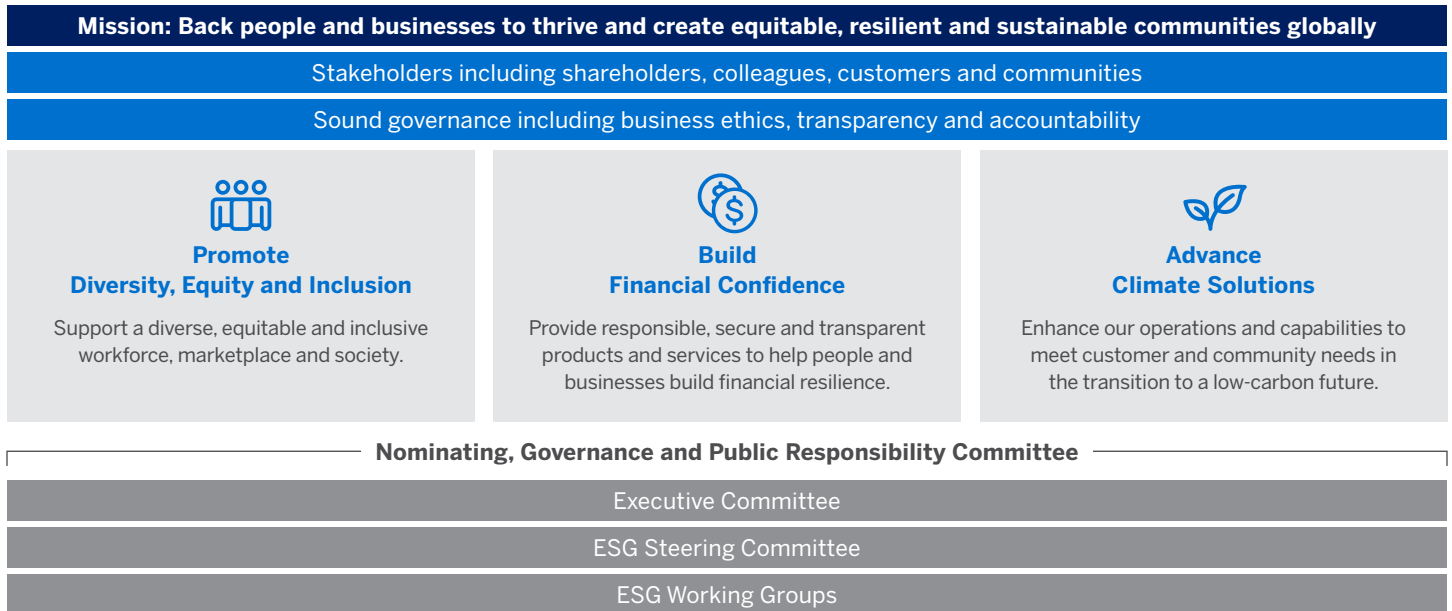 Mission: Back people and businesses to thrive and create equitable, resilient and sustainable communities globally
Stakeholders including shareholders, colleagues, customers and communities
Sound governance including business ethics, transparency and accountability
Promote
Diversity, Equity and Inclusion
Support a diverse, equitable and inclusive
workforce, marketplace and society.
Build
Financial Confidence
Provide responsible, secure and transparent
products and services to help people and
businesses build financial resilience.
Advance
Climate Solutions
Enhance our operations and capabilities to
meet customer and community needs in
the transition to a low-carbon future.
Nominating, Governance and Public Responsibility Committee
Executive Committee
ESG Steering Committee
ESG Working Groups